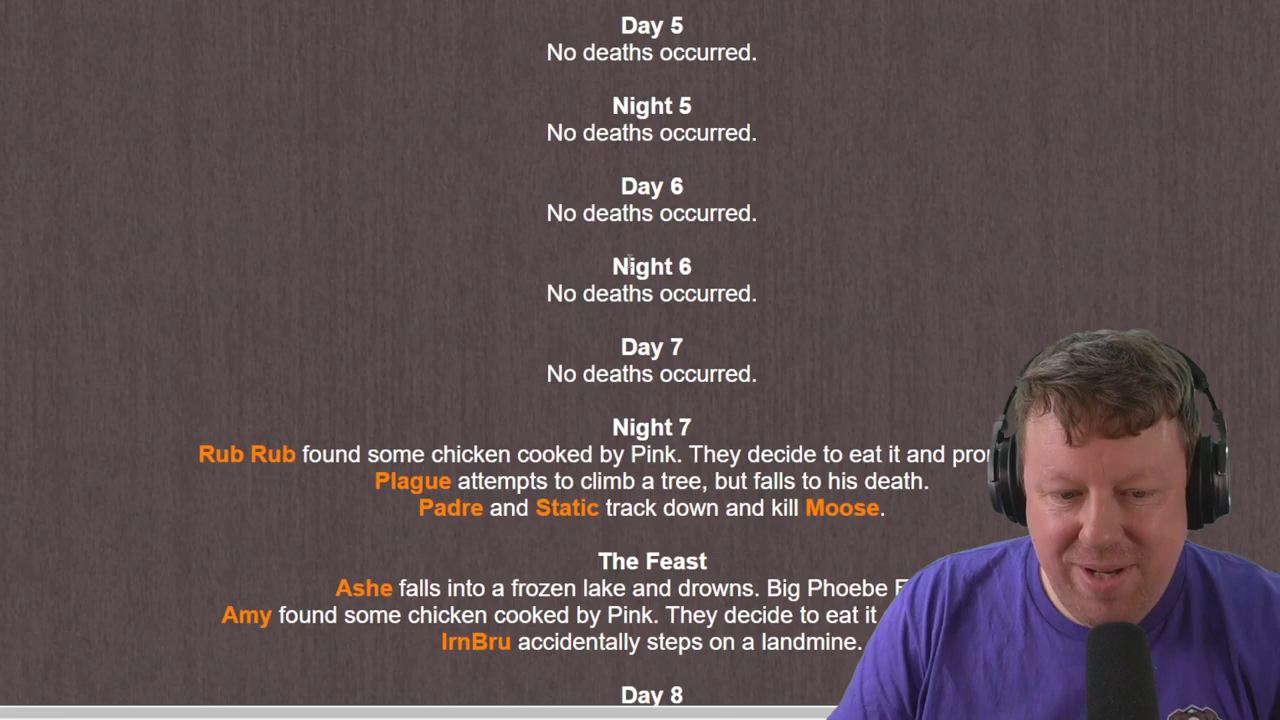 Day 5
No deaths occurred.
Night 5
No deaths occurred.
Day 6
No deaths occurred.
Night 6
No deaths occurred.
Day 7
No deaths occurred.
Night 7
Rub Rub found some chicken cooked by Pink. They decide to eat it and
Plague attempts to climb a tree, but falls to his death.
Padre and Static track down and kill Moose.
The Feast
Ashe falls into a frozen lake and drowns. Big Phoebe
Amy found some chicken cooked by Pink. They decide to eat it
IrnBru accidentally steps on a landmine.
Day 8